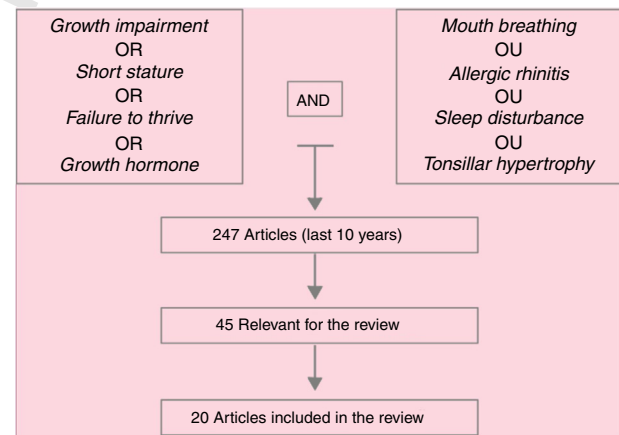 Growth impairment
OR
Short stature
OR
Failure to thrive
OR
Growth hormone
AND
Mouth breathing
OU
Allergic rhinitis
OU
Sleep disturbance
OU
Tonsillar hypertrophy
247 Articles (last 10 years)
45 Relevant for the review
20 Articles included in the review